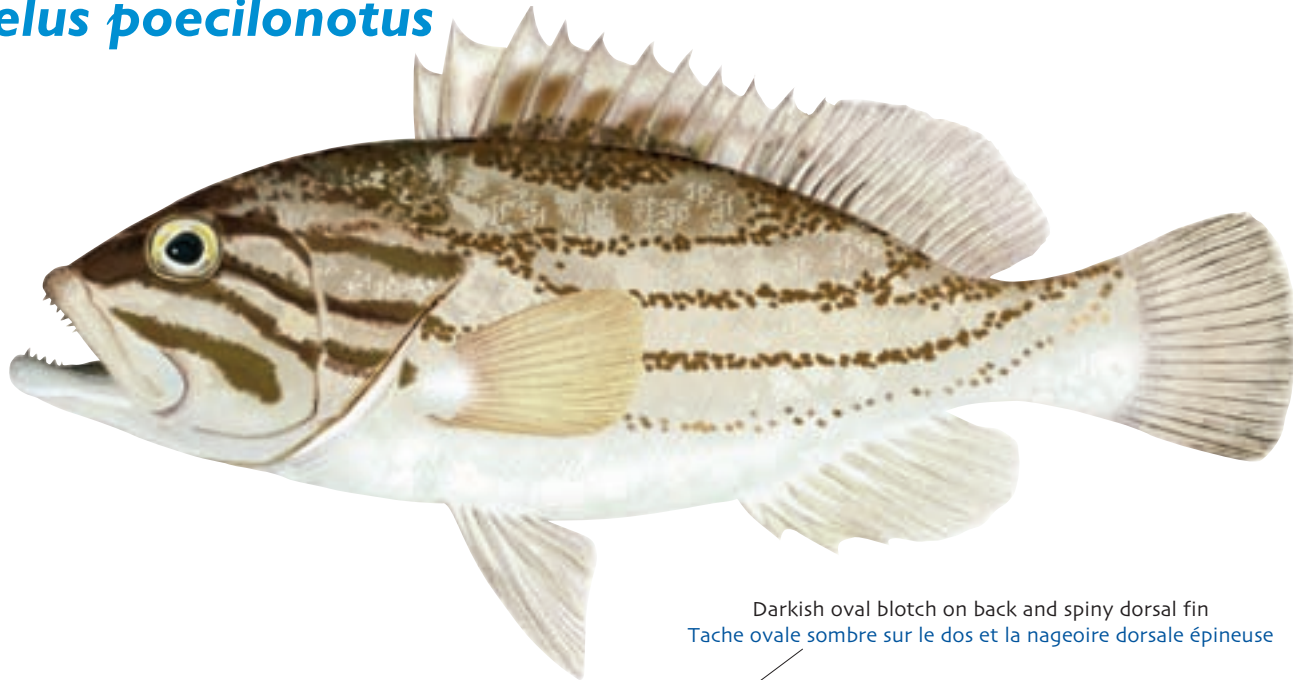 elus poecilonotus
Darkish oval blotch on back and spiny dorsal fin
Tache ovale sombre sur le dos et la nageoire dorsale épineuse